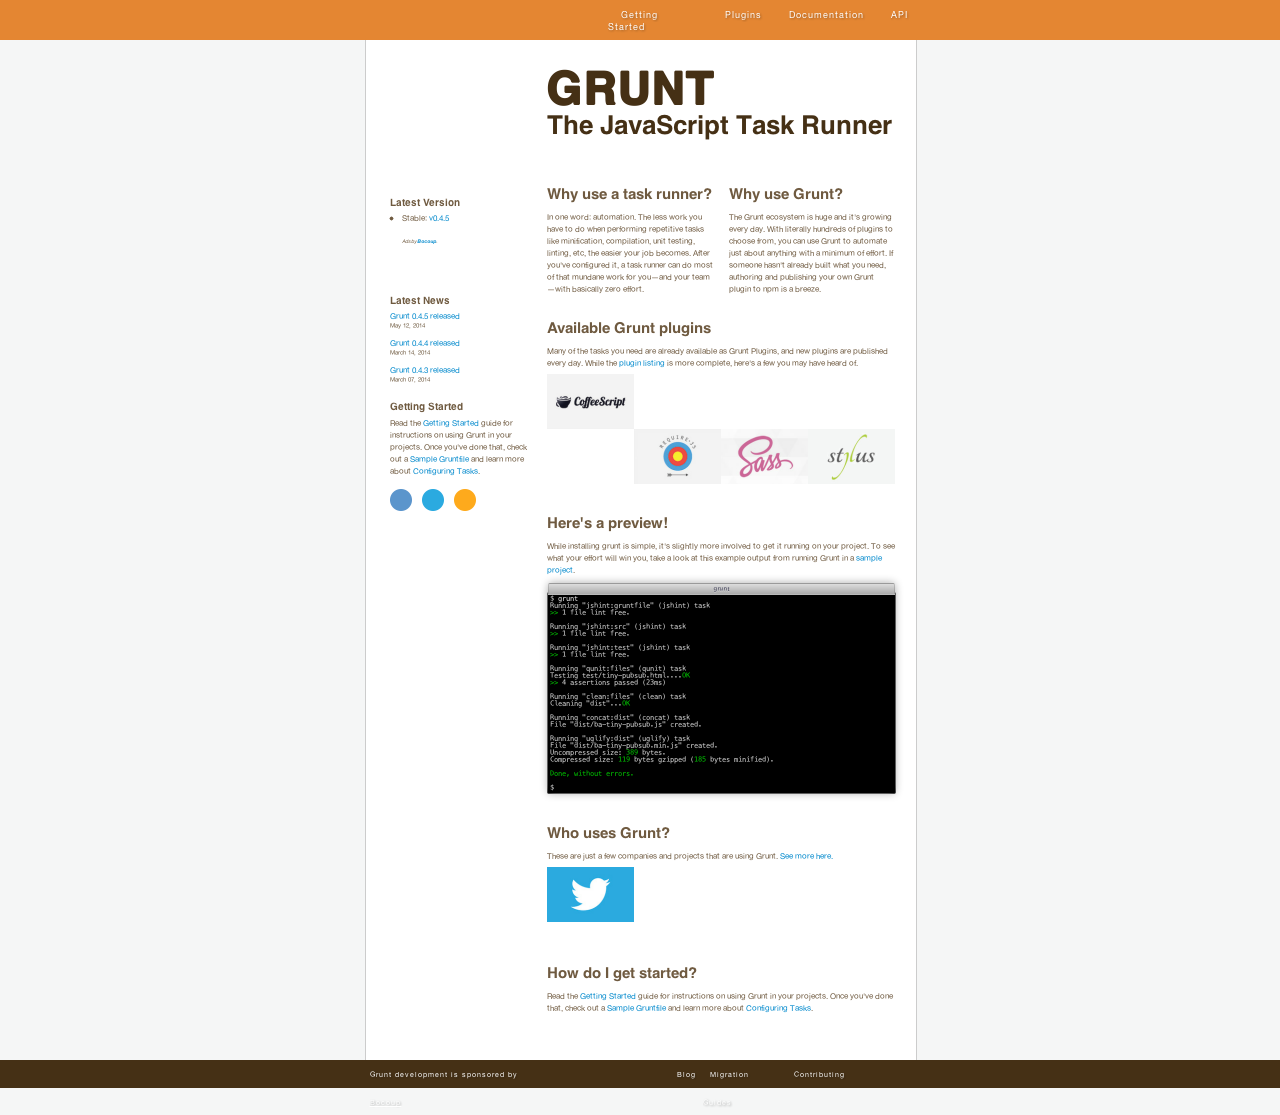 Getting
Started
Plugins
Documentation
API
GRUNT
The JavaScript Task Runner
Latest Version
Stable: v0.4.5
Ads by Bocoup.
Latest News
Grunt 0.4.5 released
May 12, 2014
Grunt 0.4.4 released
March 14, 2014
Grunt 0.4.3 released
March 07, 2014
Getting Started
Read the Getting Started guide for
instructions on using Grunt in your
projects. Once you've done that, check
out a Sample Gruntfile and learn more
about Configuring Tasks.
Why use a task runner?
In one word: automation. The less work you
have to do when performing repetitive tasks
like minification, compilation, unit testing,
linting, etc, the easier your job becomes. After
you've configured it, a task runner can do most
of that mundane work for you—and your team
—with basically zero effort.
Why use Grunt?
The Grunt ecosystem is huge and it's growing
every day. With literally hundreds of plugins to
choose from, you can use Grunt to automate
just about anything with a minimum of effort. If
someone hasn't already built what you need,
authoring and publishing your own Grunt
plugin to npm is a breeze.
Available Grunt plugins
Many of the tasks you need are already available as Grunt Plugins, and new plugins are published
every day. While the plugin listing is more complete, here's a few you may have heard of.
CoffeeScript
REQUIRE·JS
Sass
stylus
Here's a preview!
While installing grunt is simple, it's slightly more involved to get it running on your project. To see
what your effort will win you, take a look at this example output from running Grunt in a sample
project.
grunt
$ grunt
Running "jshint:gruntfile" (jshint) task
>> 1 file lint free.
Running "jshint:src" (jshint) task
>> 1 file lint free.
Running "jshint:test" (jshint) task
>> 1 file lint free.
Running "qunit:files" (qunit) task
Testing test/tiny-pubsub.html....OK
>> 4 assertions passed (23ms)
Running "clean:files" (clean) task
Cleaning "dist"...OK
Running "concat:dist" (concat) task
File "dist/ba-tiny-pubsub.js" created.
Running "uglify:dist" (uglify) task
File "dist/ba-tiny-pubsub.min.js" created.
Uncompressed size: 389 bytes.
Compressed size: 119 bytes gzipped (185 bytes minified).
Done, without errors.
$
Who uses Grunt?
These are just a few companies and projects that are using Grunt. See more here.
How do I get started?
Read the Getting Started guide for instructions on using Grunt in your projects. Once you've done
that, check out a Sample Gruntfile and learn more about Configuring Tasks.
Grunt development is sponsored by
Blog
Migration
Contributing
Guides